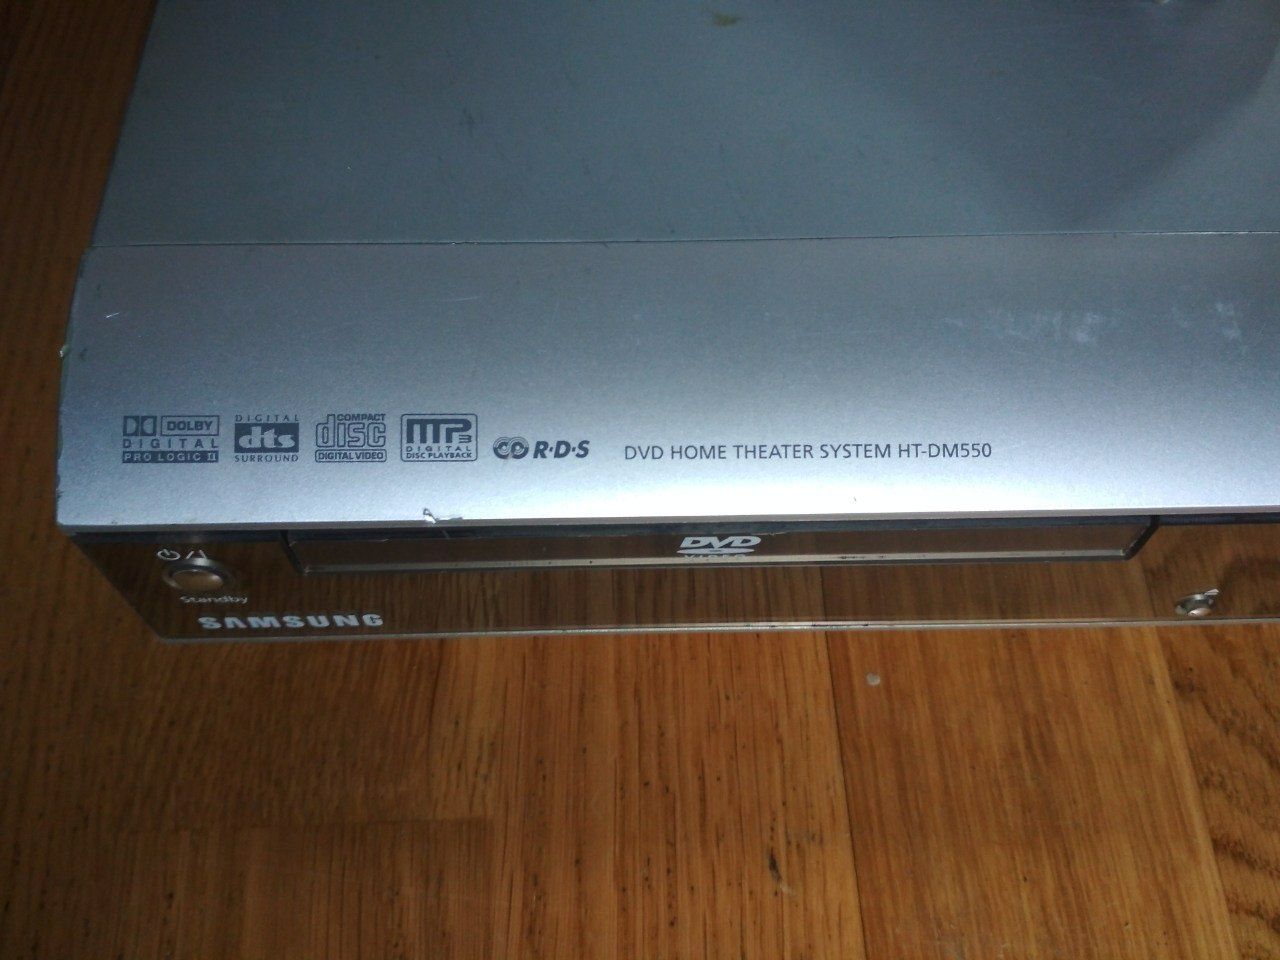 DOLBY
DIGITAL
PRO LOGIC II
DIGITAL
dts
SURROUND
COMPACT
disc
DIGITAL VIDEO
MP3
DIGITAL
DISC PLAYBACK
R·D·S
DVD HOME THEATER SYSTEM HT-DM550
DVD
VIDEO
Standby
SAMSUNG